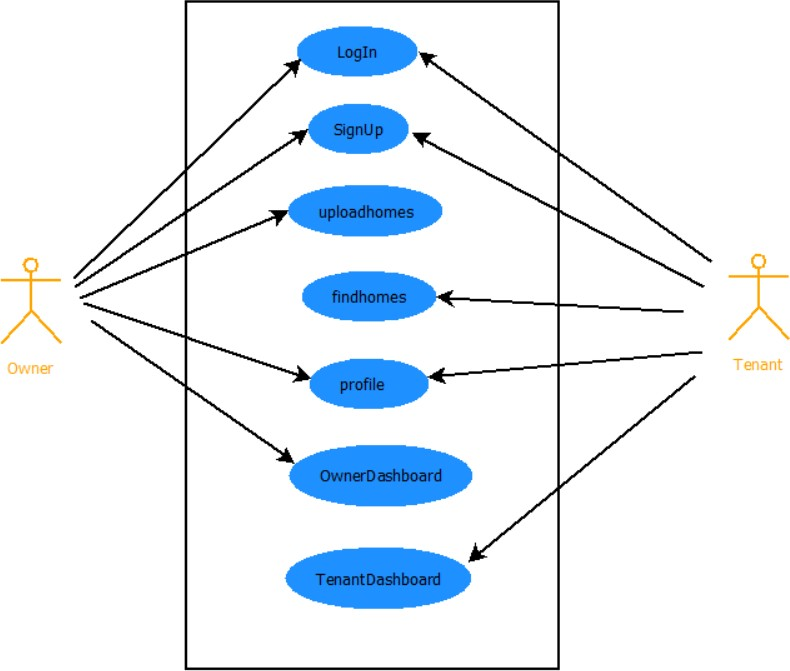 LogIn
SignUp
uploadhomes
findhomes
Owner
Tenant
profile
OwnerDashboard
TenantDashboard